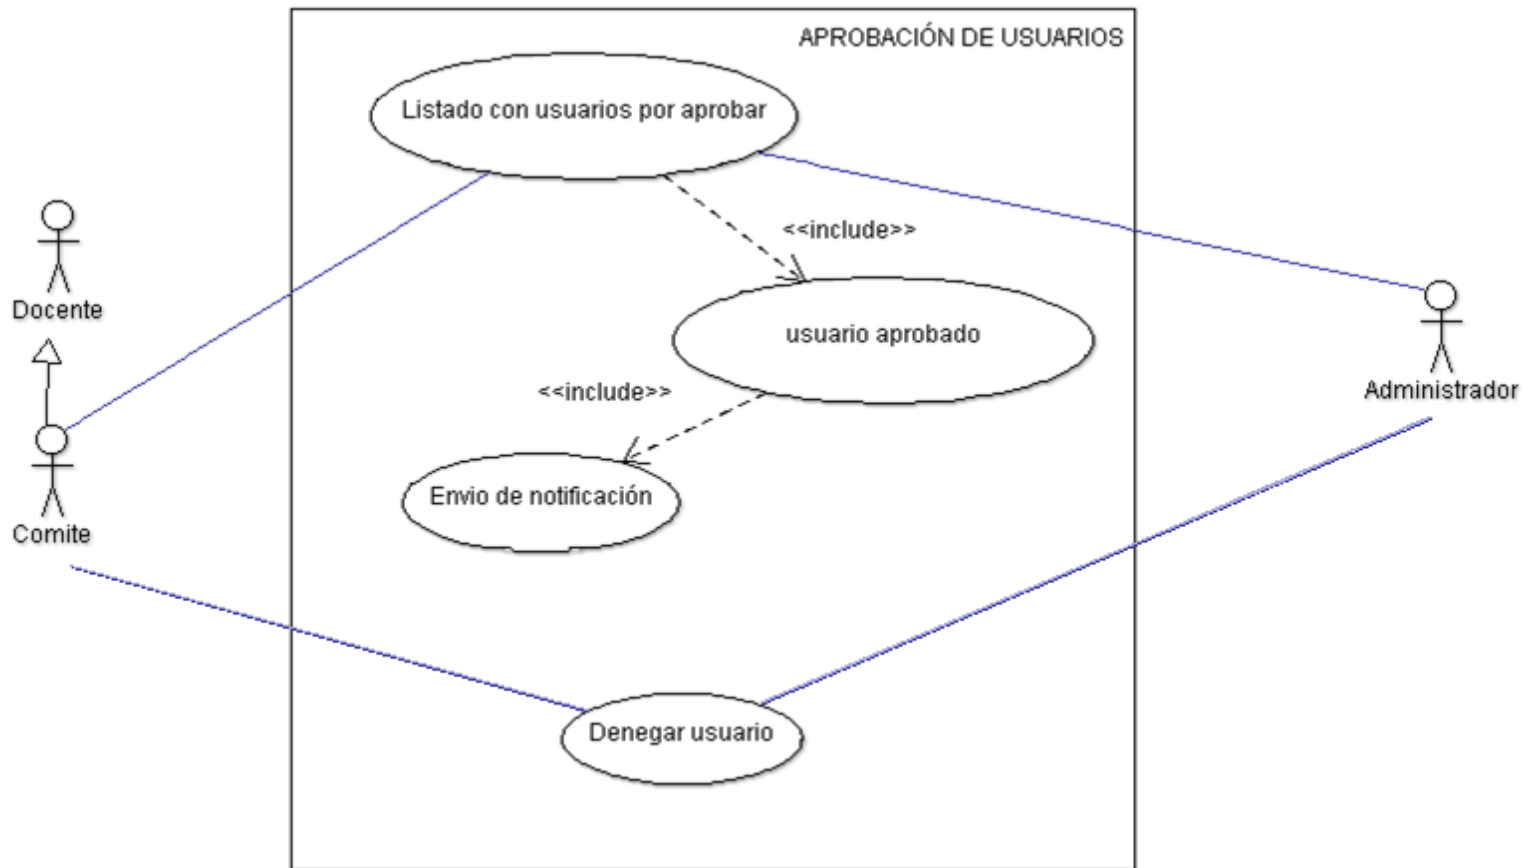 APROBACIÓN DE USUARIOS
Listado con usuarios por aprobar
<<include>>
Docente
usuario aprobado
<<include>>
Administrador
Envio de notificación
Comite
Denegar usuario